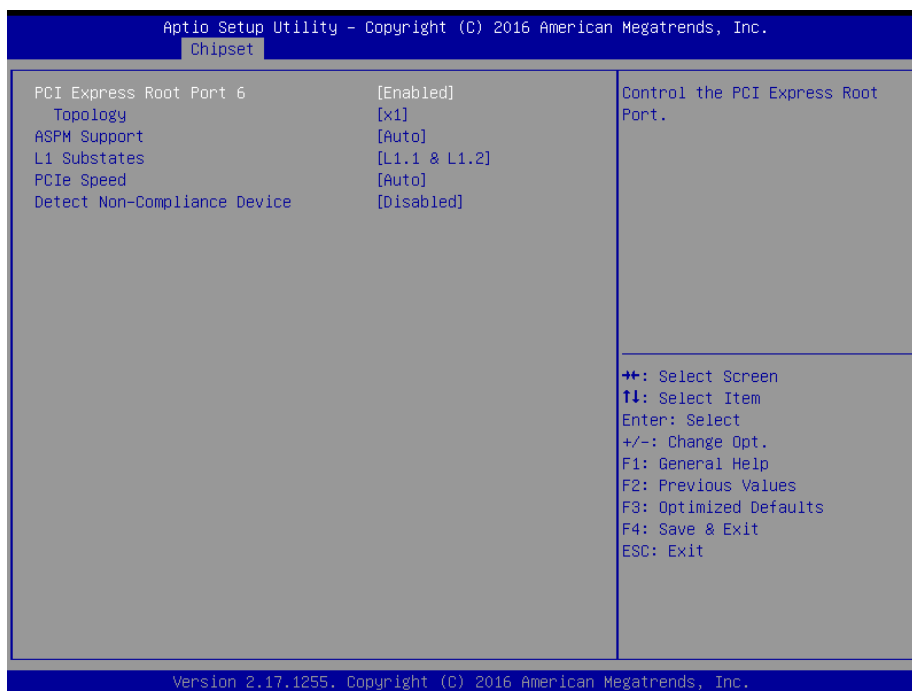 Aptio Setup Utility – Copyright (C) 2016 American Megatrends, Inc.
Chipset
PCI Express Root Port 6 [Enabled]
Topology [x1]
ASPM Support [Auto]
L1 Substates [L1.1 & L1.2]
PCIe Speed [Auto]
Detect Non-Compliance Device [Disabled]
Control the PCI Express Root
Port.
→←: Select Screen
↑↓: Select Item
Enter: Select
+/-: Change Opt.
F1: General Help
F2: Previous Values
F3: Optimized Defaults
F4: Save & Exit
ESC: Exit
Version 2.17.1255. Copyright (C) 2016 American Megatrends, Inc.